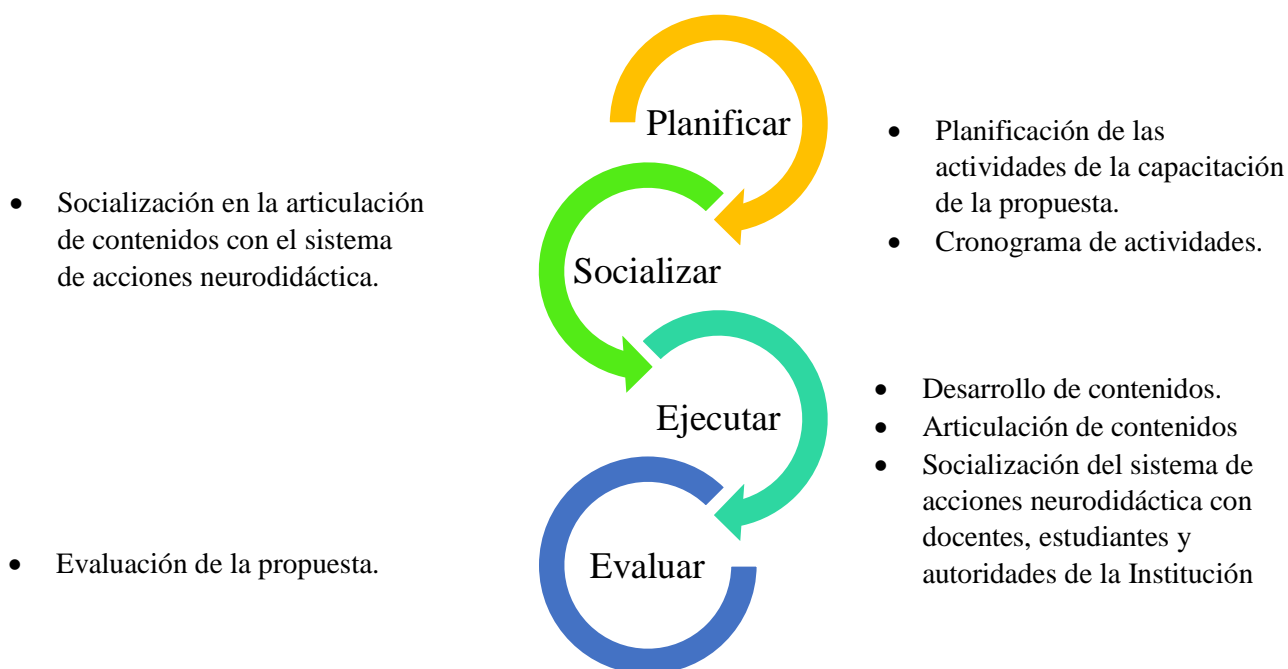 Planificar
• Planificación de las
actividades de la capacitación
de la propuesta.
• Cronograma de actividades.
• Socialización en la articulación
de contenidos con el sistema
de acciones neurodidáctica.
Socializar
Ejecutar
• Desarrollo de contenidos.
• Articulación de contenidos
• Socialización del sistema de
acciones neurodidáctica con
docentes, estudiantes y
autoridades de la Institución
• Evaluación de la propuesta.
Evaluar